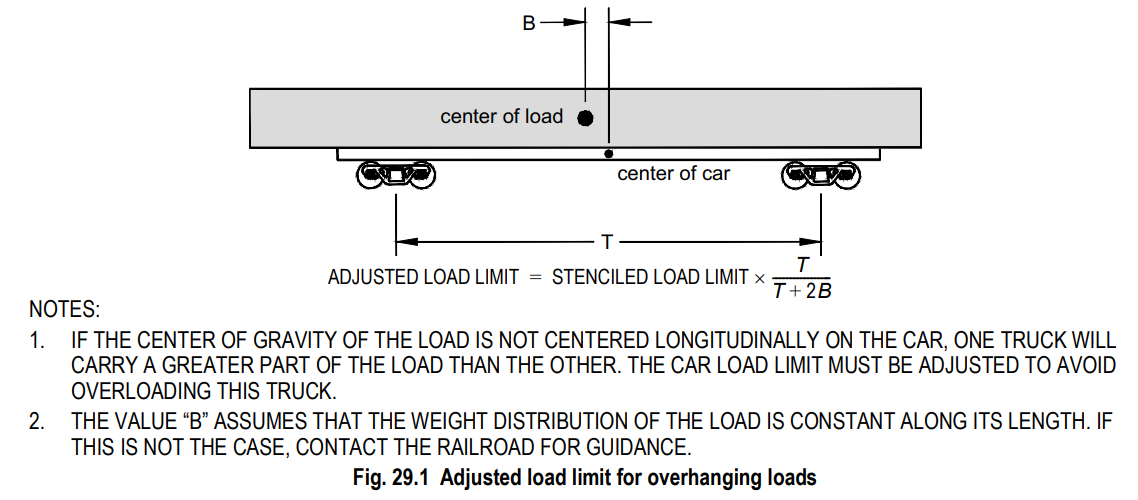 B
center of load
center of car
T
ADJUSTED LOAD LIMIT = STENCILED LOAD LIMIT × T / T + 2B
NOTES:
1. IF THE CENTER OF GRAVITY OF THE LOAD IS NOT CENTERED LONGITUDINALLY ON THE CAR, ONE TRUCK WILL
CARRY A GREATER PART OF THE LOAD THAN THE OTHER. THE CAR LOAD LIMIT MUST BE ADJUSTED TO AVOID
OVERLOADING THIS TRUCK.
2. THE VALUE “B” ASSUMES THAT THE WEIGHT DISTRIBUTION OF THE LOAD IS CONSTANT ALONG ITS LENGTH. IF
THIS IS NOT THE CASE, CONTACT THE RAILROAD FOR GUIDANCE.
Fig. 29.1 Adjusted load limit for overhanging loads